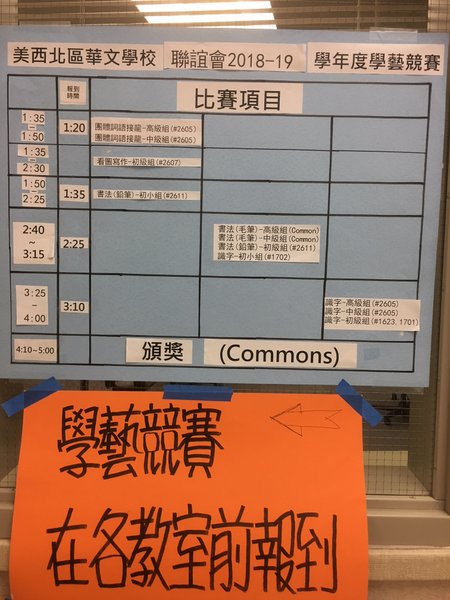 美西北區華文學校 聯誼會2018-19 學年度學藝競賽
報到
時間
比賽項目
1:35
–
1:50
1:20
團體詞語接龍-高級組(#2605)
團體詞語接龍-中級組(#2605)
1:35
–
2:30
看圖寫作-初級組(#2607)
1:50
–
2:25
1:35
書法(鉛筆)-初小組(#2611)
2:40
~
3:15
2:25
書法(毛筆)-高級組(Common)
書法(毛筆)-中級組(Common)
書法(鉛筆)-初級組(#2611)
識字-初小組(#1702)
3:25
–
4:00
3:10
識字-高級組(#2605)
識字-中級組(#2605)
識字-初級組(#1623, 1701)
4:10~5:00
頒獎 (Commons)
學藝競賽
在各教室前報到